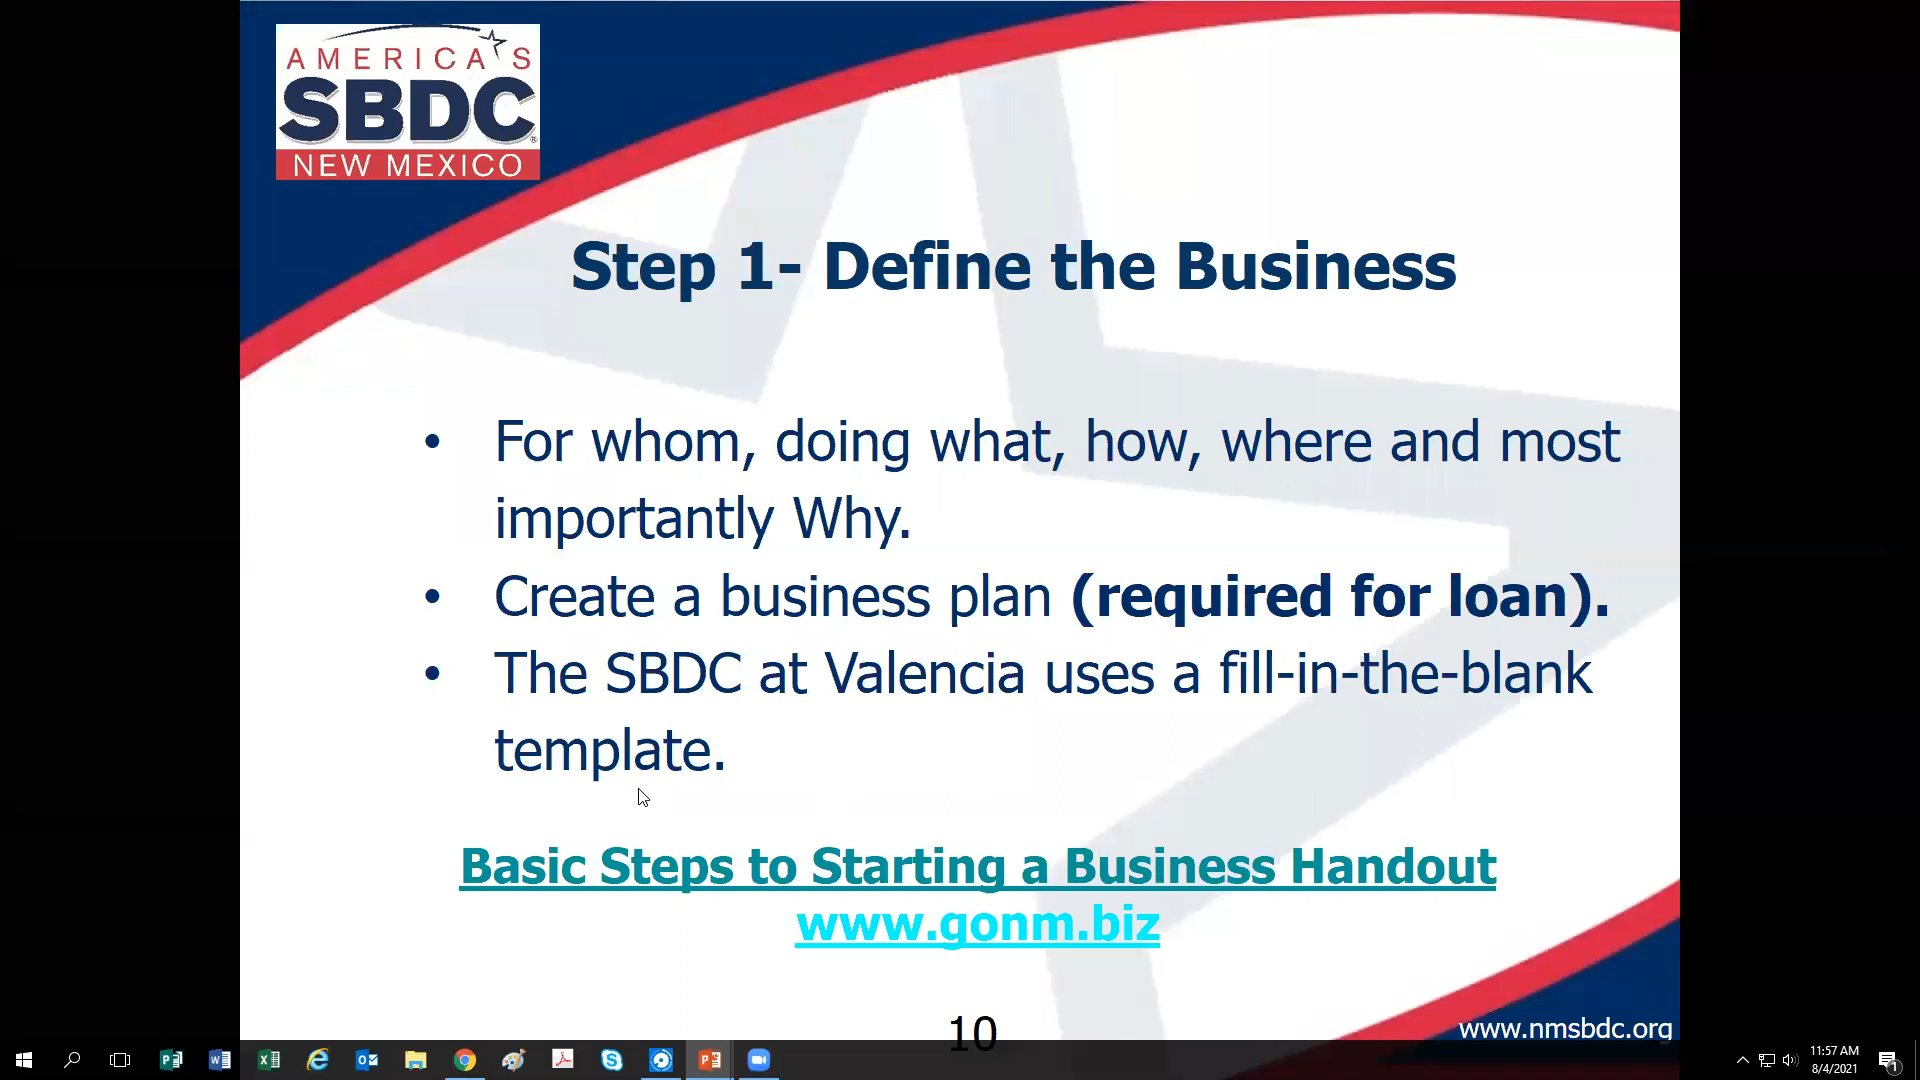 AMERICA'S
SBDC®
NEW MEXICO
Step 1- Define the Business
• For whom, doing what, how, where and most
importantly Why.
• Create a business plan (required for loan).
• The SBDC at Valencia uses a fill-in-the-blank
template.
Basic Steps to Starting a Business Handout
www.gonm.biz
10
www.nmsbdc.org
11:57 AM
8/4/2021
1